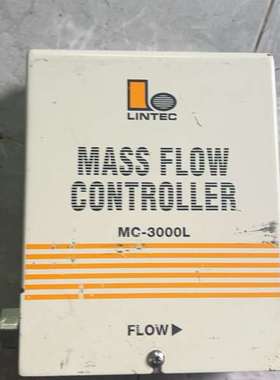 LINTEC
MASS FLOW
CONTROLLER
MC-3000L
FLOW▶